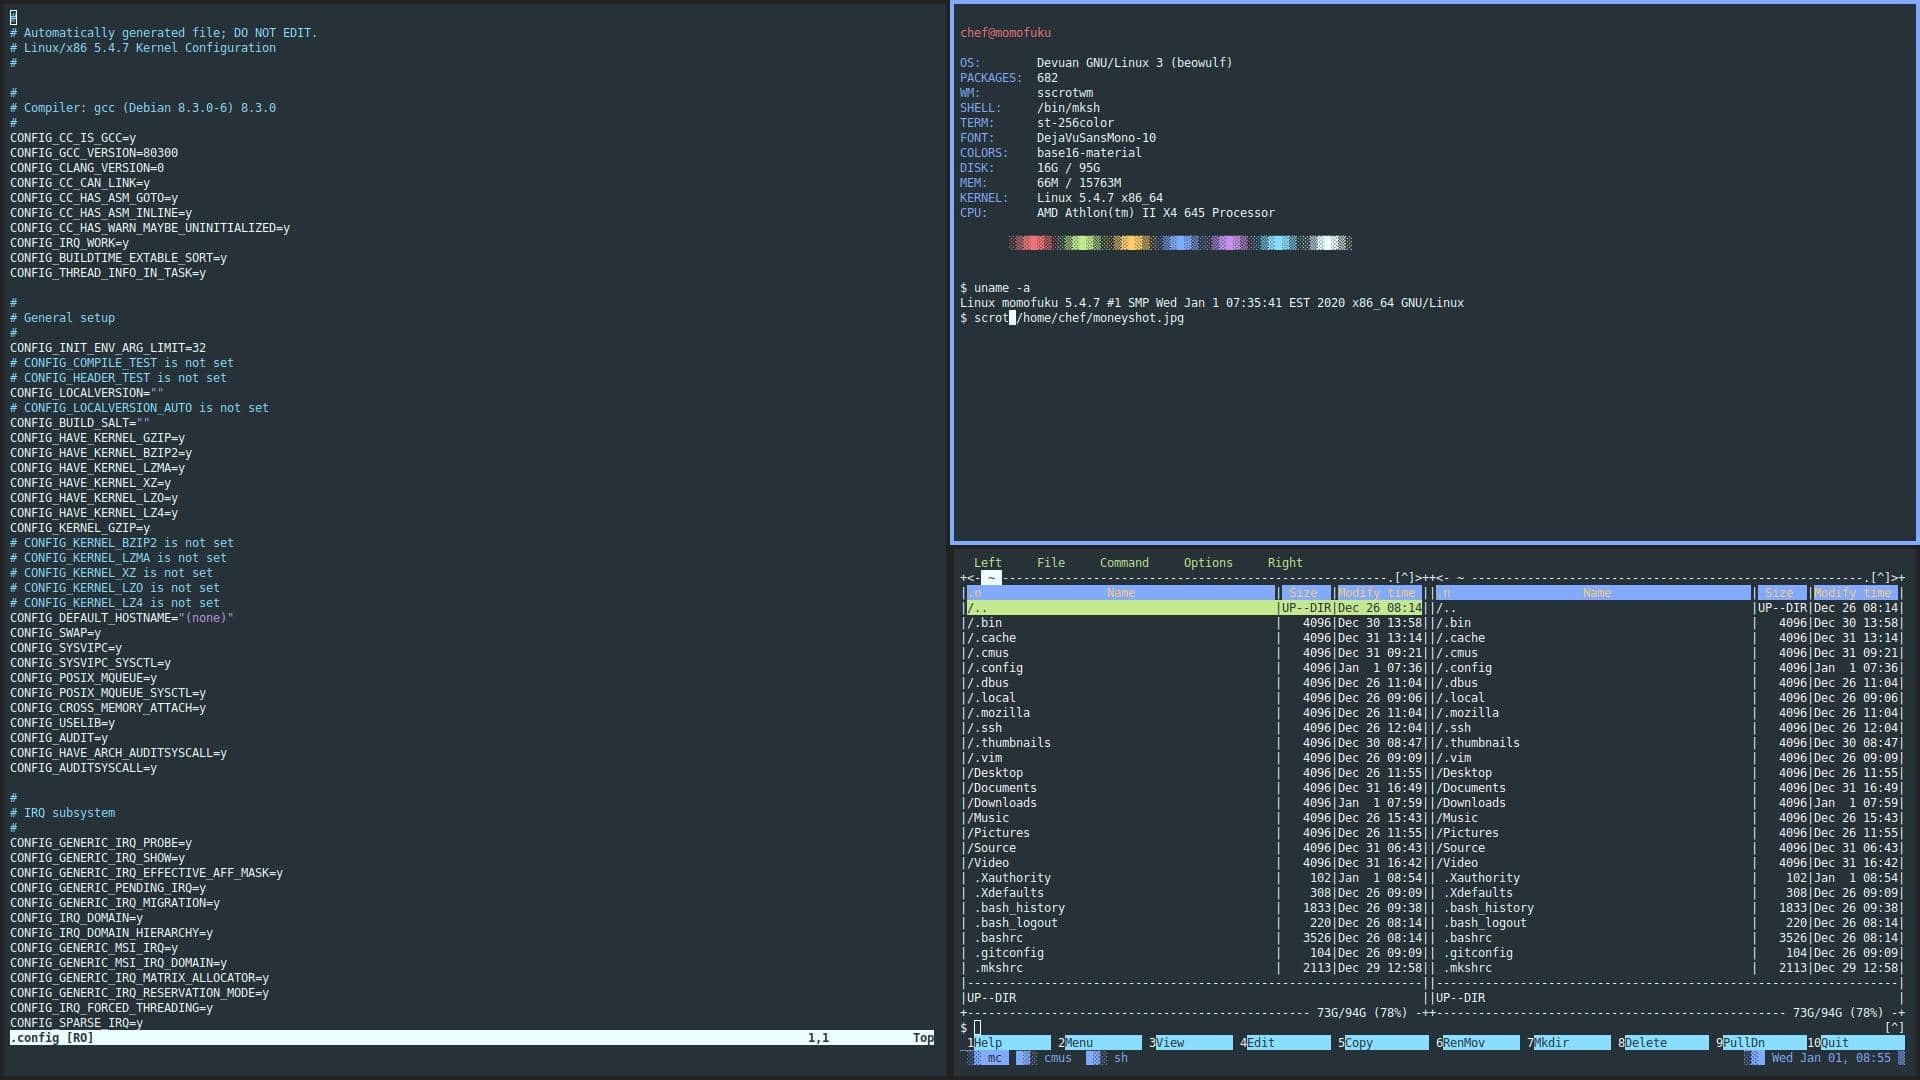 #
# Automatically generated file; DO NOT EDIT.
# Linux/x86 5.4.7 Kernel Configuration
#
#
# Compiler: gcc (Debian 8.3.0-6) 8.3.0
#
CONFIG_CC_IS_GCC=y
CONFIG_GCC_VERSION=80300
CONFIG_CLANG_VERSION=0
CONFIG_CC_CAN_LINK=y
CONFIG_CC_HAS_ASM_GOTO=y
CONFIG_CC_HAS_ASM_INLINE=y
CONFIG_CC_HAS_WARN_MAYBE_UNINITIALIZED=y
CONFIG_IRQ_WORK=y
CONFIG_BUILDTIME_EXTABLE_SORT=y
CONFIG_THREAD_INFO_IN_TASK=y
#
# General setup
#
CONFIG_INIT_ENV_ARG_LIMIT=32
# CONFIG_COMPILE_TEST is not set
# CONFIG_HEADER_TEST is not set
CONFIG_LOCALVERSION=""
# CONFIG_LOCALVERSION_AUTO is not set
CONFIG_BUILD_SALT=""
CONFIG_HAVE_KERNEL_GZIP=y
CONFIG_HAVE_KERNEL_BZIP2=y
CONFIG_HAVE_KERNEL_LZMA=y
CONFIG_HAVE_KERNEL_XZ=y
CONFIG_HAVE_KERNEL_LZO=y
CONFIG_HAVE_KERNEL_LZ4=y
CONFIG_KERNEL_GZIP=y
# CONFIG_KERNEL_BZIP2 is not set
# CONFIG_KERNEL_LZMA is not set
# CONFIG_KERNEL_XZ is not set
# CONFIG_KERNEL_LZO is not set
# CONFIG_KERNEL_LZ4 is not set
CONFIG_DEFAULT_HOSTNAME="(none)"
CONFIG_SWAP=y
CONFIG_SYSVIPC=y
CONFIG_SYSVIPC_SYSCTL=y
CONFIG_POSIX_MQUEUE=y
CONFIG_POSIX_MQUEUE_SYSCTL=y
CONFIG_CROSS_MEMORY_ATTACH=y
CONFIG_USELIB=y
CONFIG_AUDIT=y
CONFIG_HAVE_ARCH_AUDITSYSCALL=y
CONFIG_AUDITSYSCALL=y
#
# IRQ subsystem
#
CONFIG_GENERIC_IRQ_PROBE=y
CONFIG_GENERIC_IRQ_SHOW=y
CONFIG_GENERIC_IRQ_EFFECTIVE_AFF_MASK=y
CONFIG_GENERIC_PENDING_IRQ=y
CONFIG_GENERIC_IRQ_MIGRATION=y
CONFIG_IRQ_DOMAIN=y
CONFIG_IRQ_DOMAIN_HIERARCHY=y
CONFIG_GENERIC_MSI_IRQ=y
CONFIG_GENERIC_MSI_IRQ_DOMAIN=y
CONFIG_GENERIC_IRQ_MATRIX_ALLOCATOR=y
CONFIG_GENERIC_IRQ_RESERVATION_MODE=y
CONFIG_IRQ_FORCED_THREADING=y
CONFIG_SPARSE_IRQ=y
.config [RO] 1,1 Top
chef@momofuku
OS: Devuan GNU/Linux 3 (beowulf)
PACKAGES: 682
WM: sscrotwm
SHELL: /bin/mksh
TERM: st-256color
FONT: DejaVuSansMono-10
COLORS: base16-material
DISK: 16G / 95G
MEM: 66M / 15763M
KERNEL: Linux 5.4.7 x86_64
CPU: AMD Athlon(tm) II X4 645 Processor
$ uname -a
Linux momofuku 5.4.7 #1 SMP Wed Jan 1 07:35:41 EST 2020 x86_64 GNU/Linux
$ scrot /home/chef/moneyshot.jpg
Left File Command Options Right
+<- ~ ---.[^]>++<- ~ ---.[^]>+
|.n Name | Size |Modify time ||.n Name | Size |Modify time |
|/.. |UP--DIR|Dec 26 08:14||/.. |UP--DIR|Dec 26 08:14|
|/.bin | 4096|Dec 30 13:58||/.bin | 4096|Dec 30 13:58|
|/.cache | 4096|Dec 31 13:14||/.cache | 4096|Dec 31 13:14|
|/.cmus | 4096|Dec 31 09:21||/.cmus | 4096|Dec 31 09:21|
|/.config | 4096|Jan 1 07:36||/.config | 4096|Jan 1 07:36|
|/.dbus | 4096|Dec 26 11:04||/.dbus | 4096|Dec 26 11:04|
|/.local | 4096|Dec 26 09:06||/.local | 4096|Dec 26 09:06|
|/.mozilla | 4096|Dec 26 11:04||/.mozilla | 4096|Dec 26 11:04|
|/.ssh | 4096|Dec 26 12:04||/.ssh | 4096|Dec 26 12:04|
|/.thumbnails | 4096|Dec 30 08:47||/.thumbnails | 4096|Dec 30 08:47|
|/.vim | 4096|Dec 26 09:09||/.vim | 4096|Dec 26 09:09|
|/Desktop | 4096|Dec 26 11:55||/Desktop | 4096|Dec 26 11:55|
|/Documents | 4096|Dec 31 16:49||/Documents | 4096|Dec 31 16:49|
|/Downloads | 4096|Jan 1 07:59||/Downloads | 4096|Jan 1 07:59|
|/Music | 4096|Dec 26 15:43||/Music | 4096|Dec 26 15:43|
|/Pictures | 4096|Dec 26 11:55||/Pictures | 4096|Dec 26 11:55|
|/Source | 4096|Dec 31 06:43||/Source | 4096|Dec 31 06:43|
|/Video | 4096|Dec 31 16:42||/Video | 4096|Dec 31 16:42|
| .Xauthority | 102|Jan 1 08:54|| .Xauthority | 102|Jan 1 08:54|
| .Xdefaults | 308|Dec 26 09:09|| .Xdefaults | 308|Dec 26 09:09|
| .bash_history | 1833|Dec 26 09:38|| .bash_history | 1833|Dec 26 09:38|
| .bash_logout | 220|Dec 26 08:14|| .bash_logout | 220|Dec 26 08:14|
| .bashrc | 3526|Dec 26 08:14|| .bashrc | 3526|Dec 26 08:14|
| .gitconfig | 104|Dec 26 09:09|| .gitconfig | 104|Dec 26 09:09|
| .mkshrc | 2113|Dec 29 12:58|| .mkshrc | 2113|Dec 29 12:58|
|UP--DIR ||UP--DIR |
73G/94G (78%) -++ 73G/94G (78%) -+
$ [^]
1Help 2Menu 3View 4Edit 5Copy 6RenMov 7Mkdir 8Delete 9PullDn 10Quit
mc cmus sh Wed Jan 01, 08:55